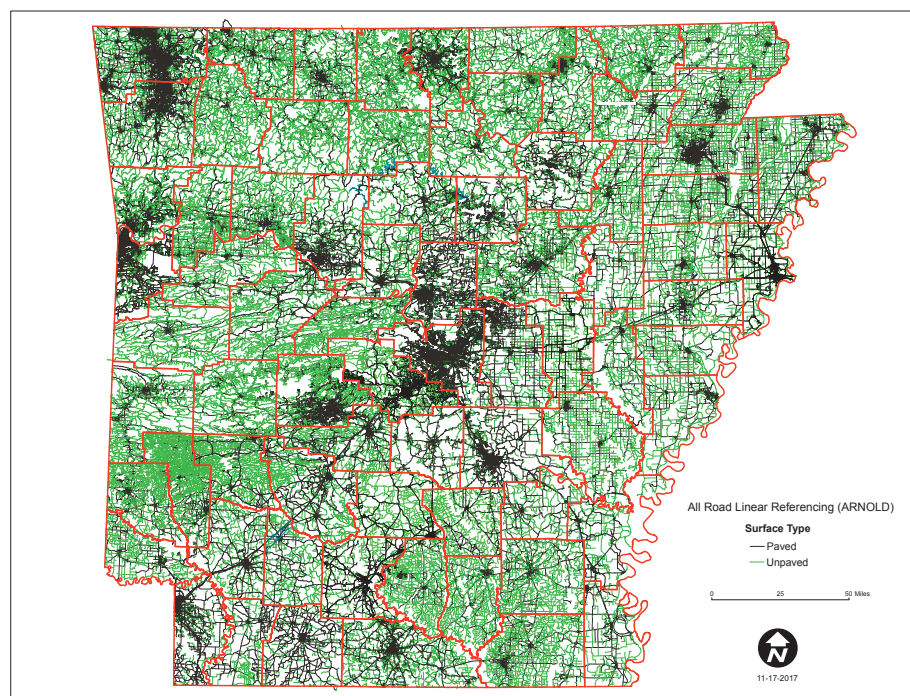 All Road Linear Referencing (ARNOLD)
Surface Type
Paved
Unpaved
0 25 50 Miles
N
11-17-2017